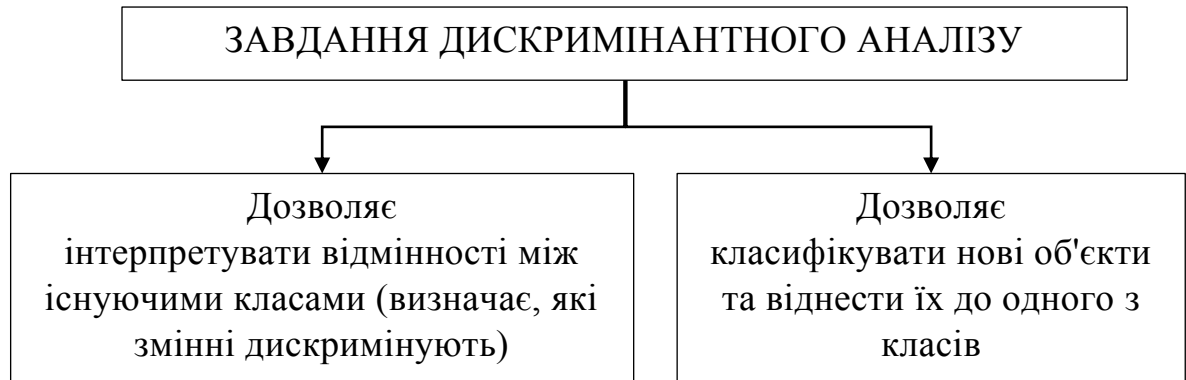 ЗАВДАННЯ ДИСКРИМІНАНТНОГО АНАЛІЗУ
Дозволяє
інтерпретувати відмінності між
існуючими класами (визначає, які
змінні дискримінують)
Дозволяє
класифікувати нові об'єкти
та віднести їх до одного з
класів